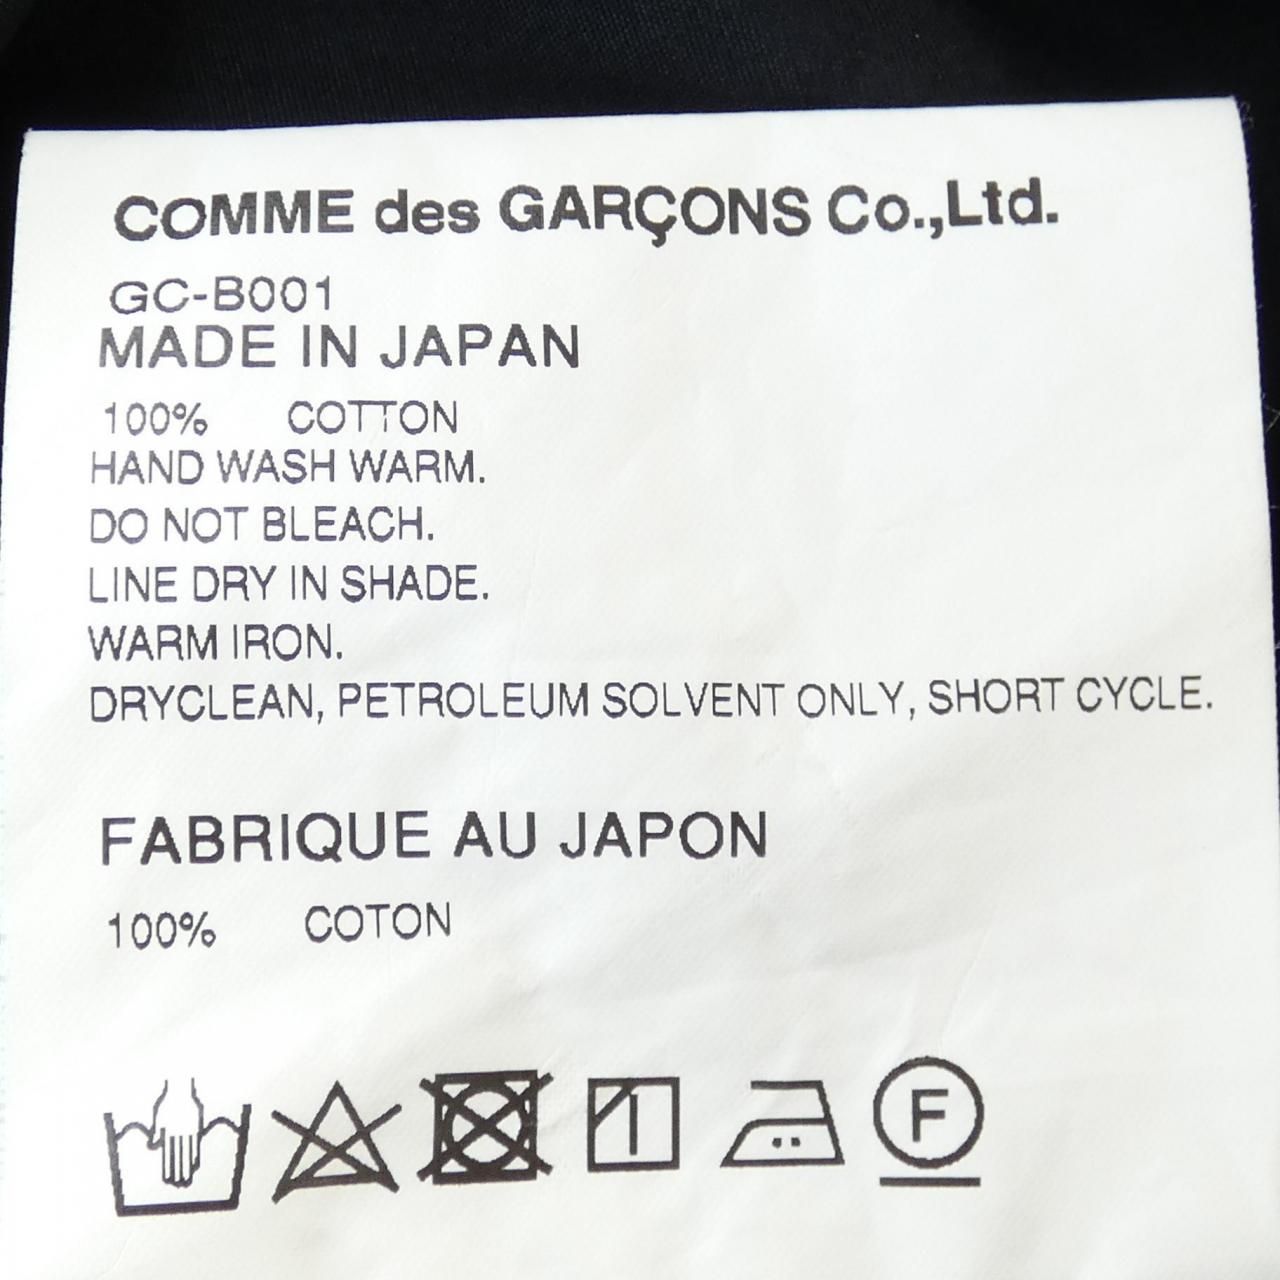 COMME des GARÇONS Co.,Ltd.
GC-B001
MADE IN JAPAN
100% COTTON
HAND WASH WARM.
DO NOT BLEACH.
LINE DRY IN SHADE.
WARM IRON.
DRYCLEAN, PETROLEUM SOLVENT ONLY, SHORT CYCLE.
FABRIQUE AU JAPON
100% COTON
F